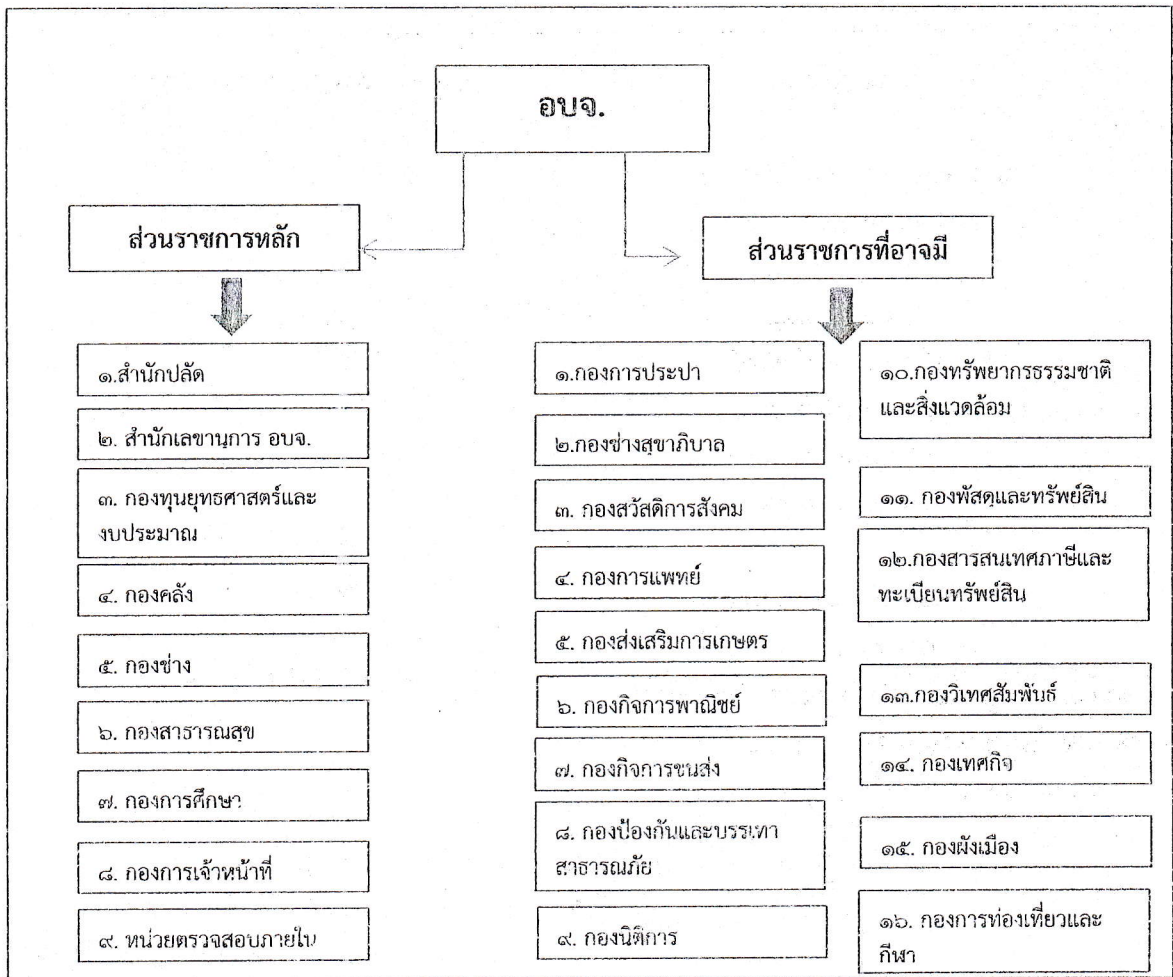 อบจ.
ส่วนราชการหลัก
ส่วนราชการที่อาจมี
๑.สำนักปลัด
๒. สำนักเลขานุการ อบจ.
๓. กองทุนยุทธศาสตร์และ
งบประมาณ
๔. กองคลัง
๕. กองช่าง
๖. กองสาธารณสุข
๗. กองการศึกษา
๘. กองการเจ้าหน้าที่
๙. หน่วยตรวจสอบภายใน
๑.กองการประปา
๒.กองช่างสุขาภิบาล
๓. กองสวัสดิการสังคม
๔. กองการแพทย์
๕. กองส่งเสริมการเกษตร
๖. กองกิจการพาณิชย์
๗. กองกิจการขนส่ง
๘. กองป้องกันและบรรเทา
สาธารณภัย
๙. กองนิติการ
๑๐.กองทรัพยากรธรรมชาติ
และสิ่งแวดล้อม
๑๑. กองพัสดุและทรัพย์สิน
๑๒.กองสารสนเทศภาษีและ
ทะเบียนทรัพย์สิน
๑๓.กองวิเทศสัมพันธ์
๑๔. กองเทศกิจ
๑๕. กองผังเมือง
๑๖. กองการท่องเที่ยวและ
กีฬา